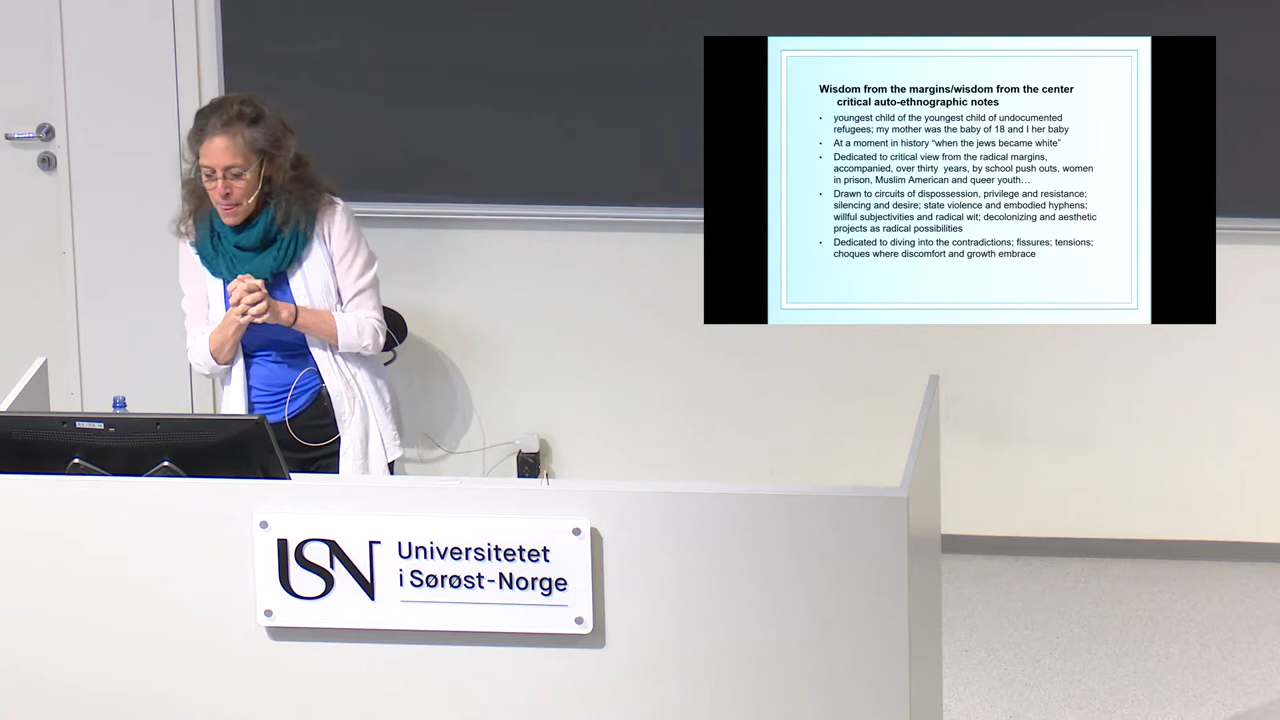 Wisdom from the margins/wisdom from the center
critical auto-ethnographic notes
• youngest child of the youngest child of undocumented
refugees; my mother was the baby of 18 and I her baby
• At a moment in history “when the jews became white”
• Dedicated to critical view from the radical margins,
accompanied, over thirty years, by school push outs, women
in prison, Muslim American and queer youth…
• Drawn to circuits of dispossession, privilege and resistance;
silencing and desire; state violence and embodied hyphens;
willful subjectivities and radical wit; decolonizing and aesthetic
projects as radical possibilities
• Dedicated to diving into the contradictions; fissures; tensions;
choques where discomfort and growth embrace
USN
Universitetet
i Sørøst-Norge